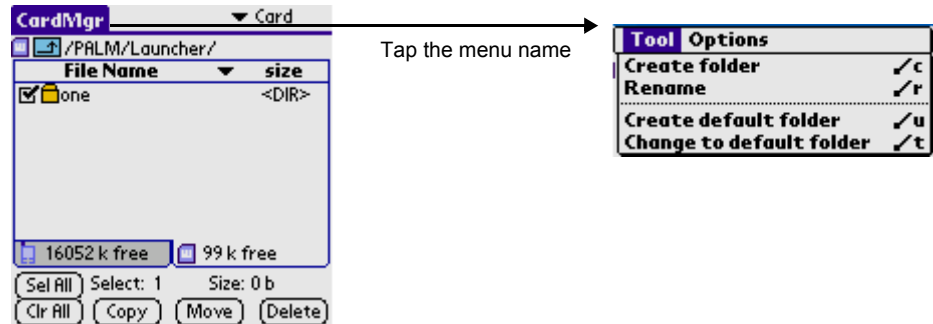 CardMgr ▼ Card
/PALM/Launcher/
File Name ▼ size
one <DIR>
16052 k free 99 k free
Sel All Select: 1 Size: 0 b
Clr All Copy Move Delete
Tap the menu name
Tool Options
Create folder /c
Rename /r
Create default folder /u
Change to default folder /t